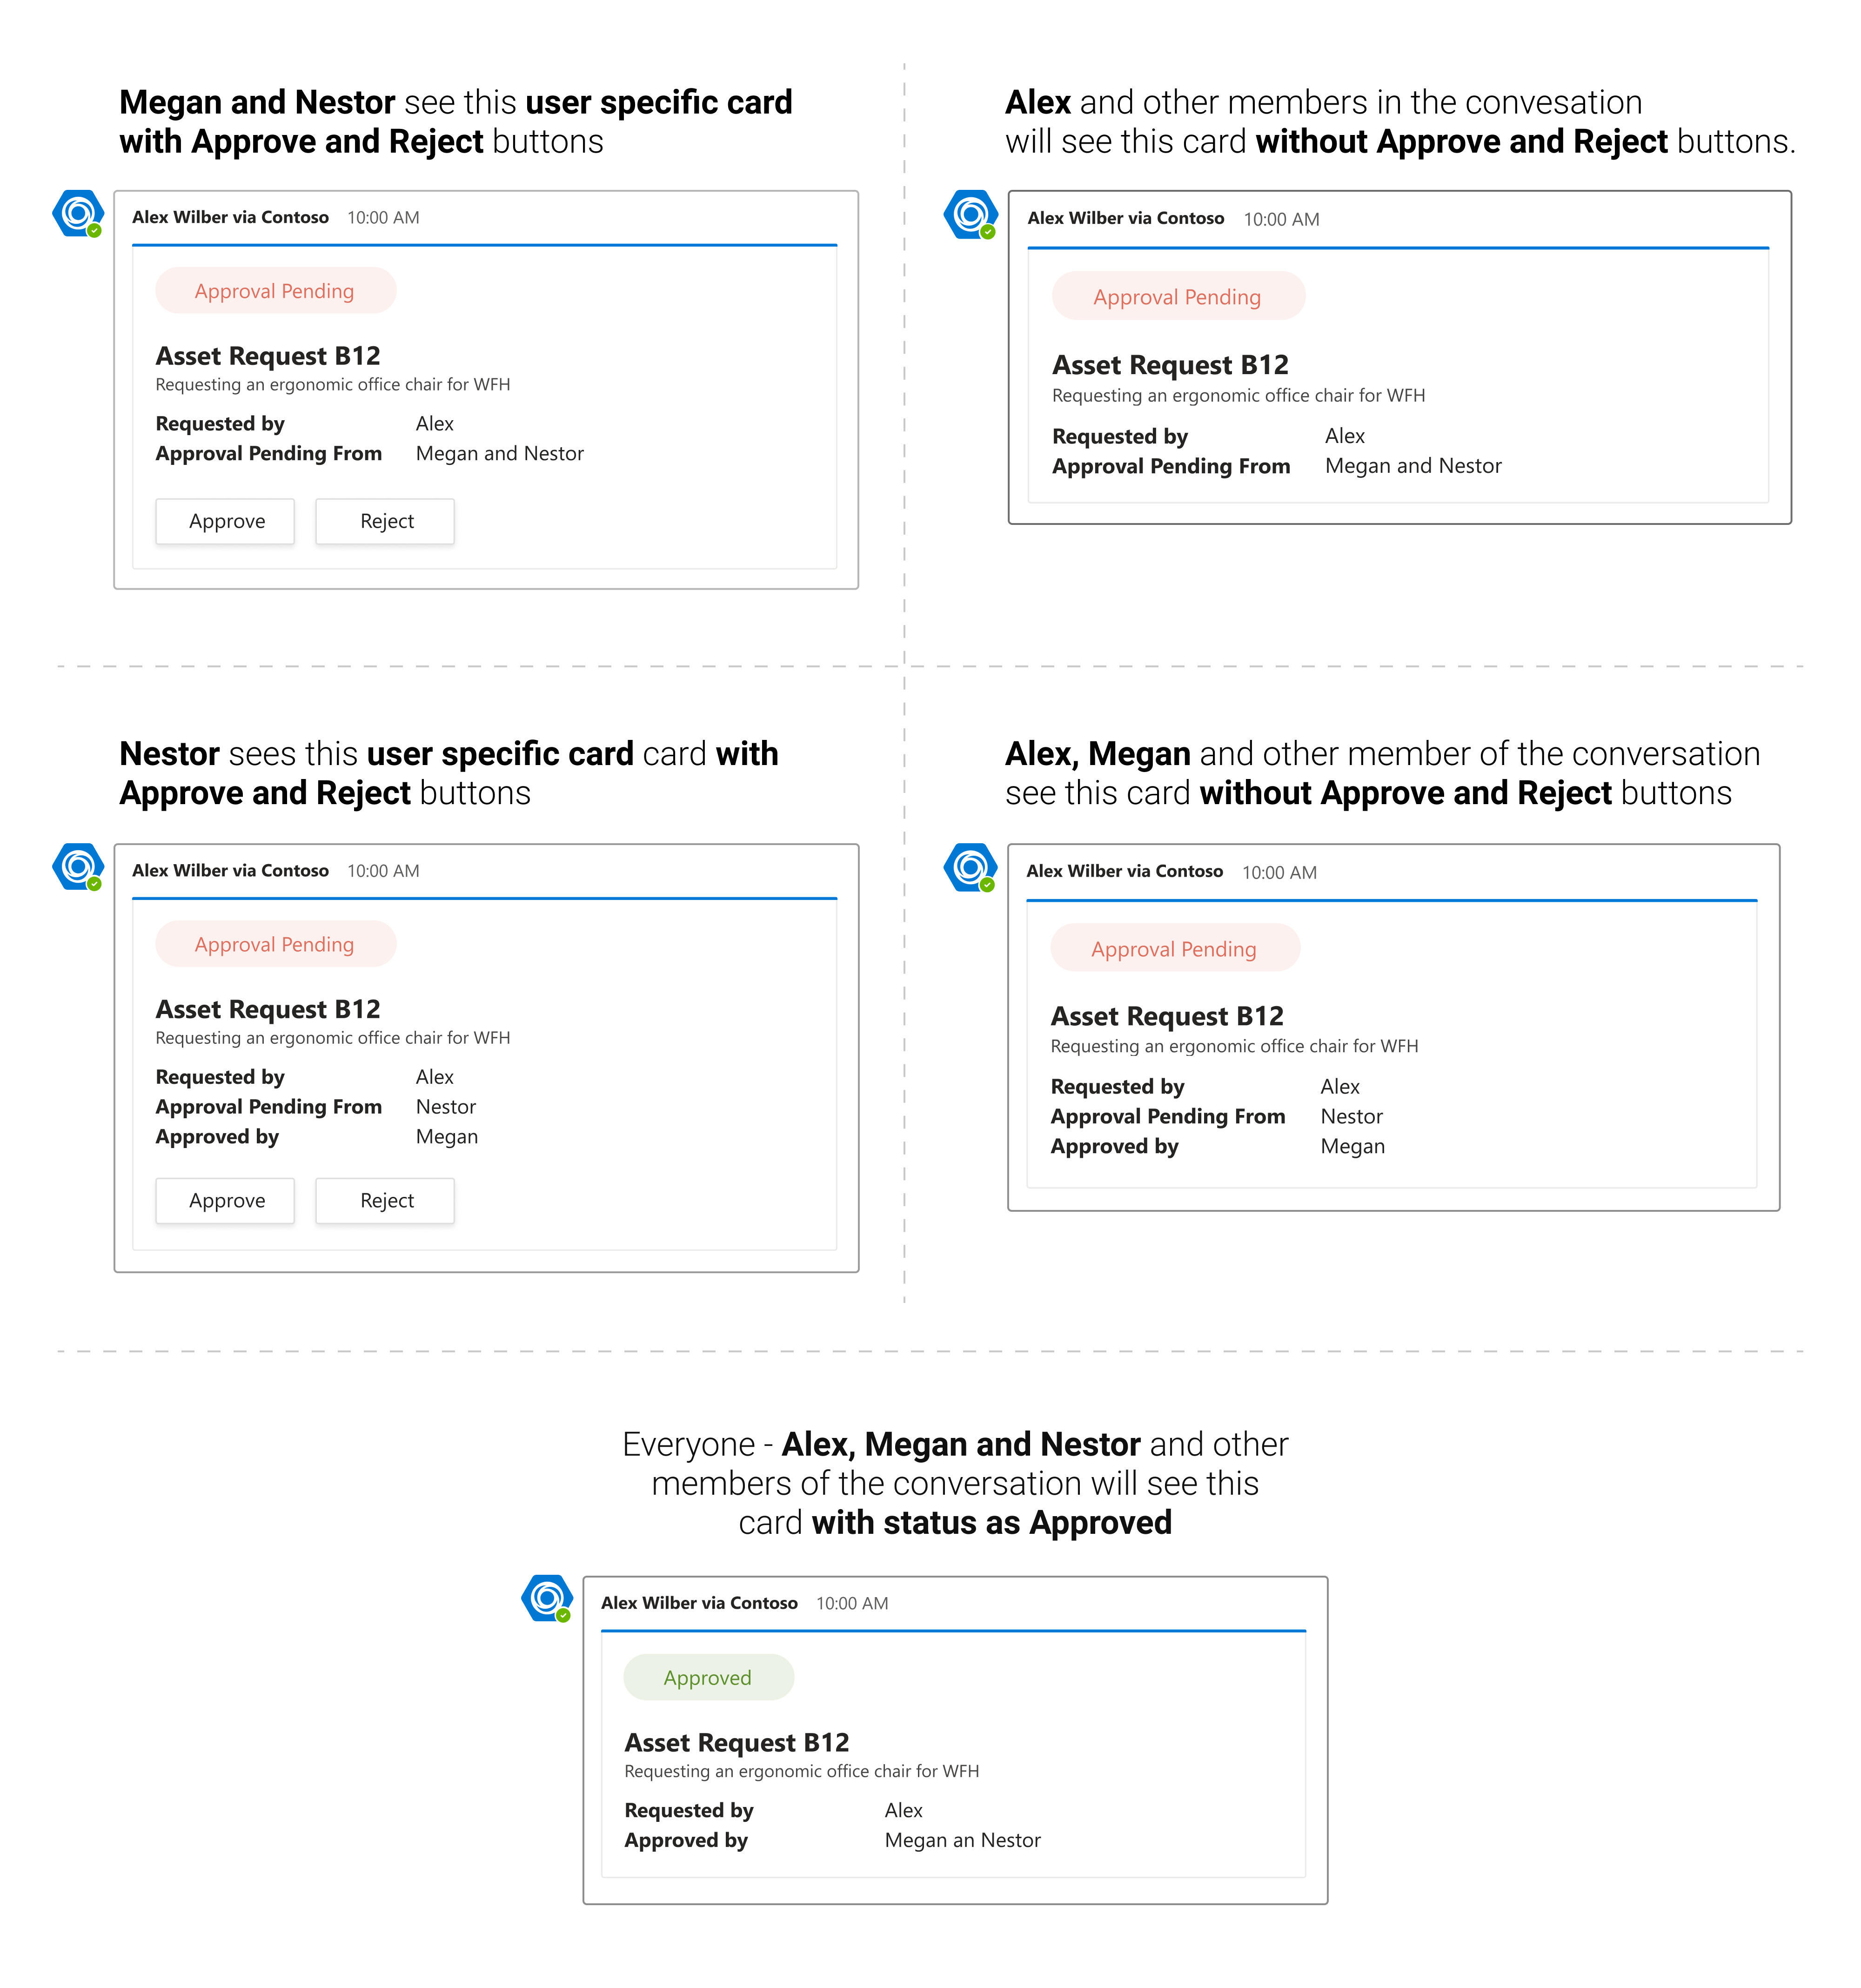 Megan and Nestor see this user specific card
with Approve and Reject buttons
Alex Wilber via Contoso 10:00 AM
Approval Pending
Asset Request B12
Requesting an ergonomic office chair for WFH
Requested by Alex
Approval Pending From Megan and Nestor
Approve Reject
Alex and other members in the convesation
will see this card without Approve and Reject buttons.
Alex Wilber via Contoso 10:00 AM
Approval Pending
Asset Request B12
Requesting an ergonomic office chair for WFH
Requested by Alex
Approval Pending From Megan and Nestor
Nestor sees this user specific card card with
Approve and Reject buttons
Alex Wilber via Contoso 10:00 AM
Approval Pending
Asset Request B12
Requesting an ergonomic office chair for WFH
Requested by Alex
Approval Pending From Nestor
Approved by Megan
Approve Reject
Alex, Megan and other member of the conversation
see this card without Approve and Reject buttons
Alex Wilber via Contoso 10:00 AM
Approval Pending
Asset Request B12
Requesting an ergonomic office chair for WFH
Requested by Alex
Approval Pending From Nestor
Approved by Megan
Everyone - Alex, Megan and Nestor and other
members of the conversation will see this
card with status as Approved
Alex Wilber via Contoso 10:00 AM
Approved
Asset Request B12
Requesting an ergonomic office chair for WFH
Requested by Alex
Approved by Megan an Nestor